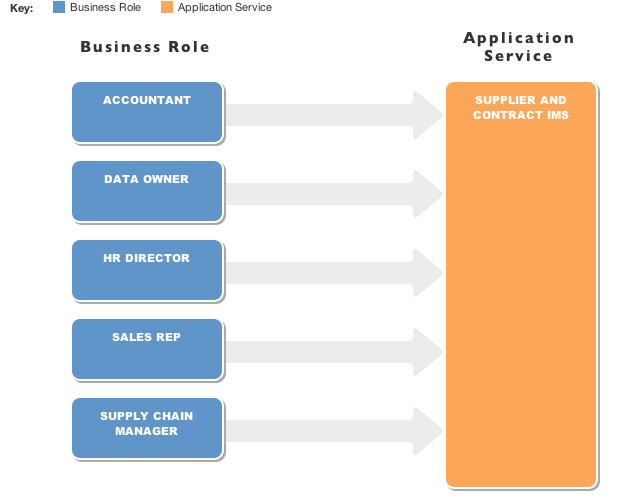 Key: Business Role Application Service
Business Role
Application
Service
ACCOUNTANT
SUPPLIER AND
CONTRACT IMS
DATA OWNER
HR DIRECTOR
SALES REP
SUPPLY CHAIN
MANAGER